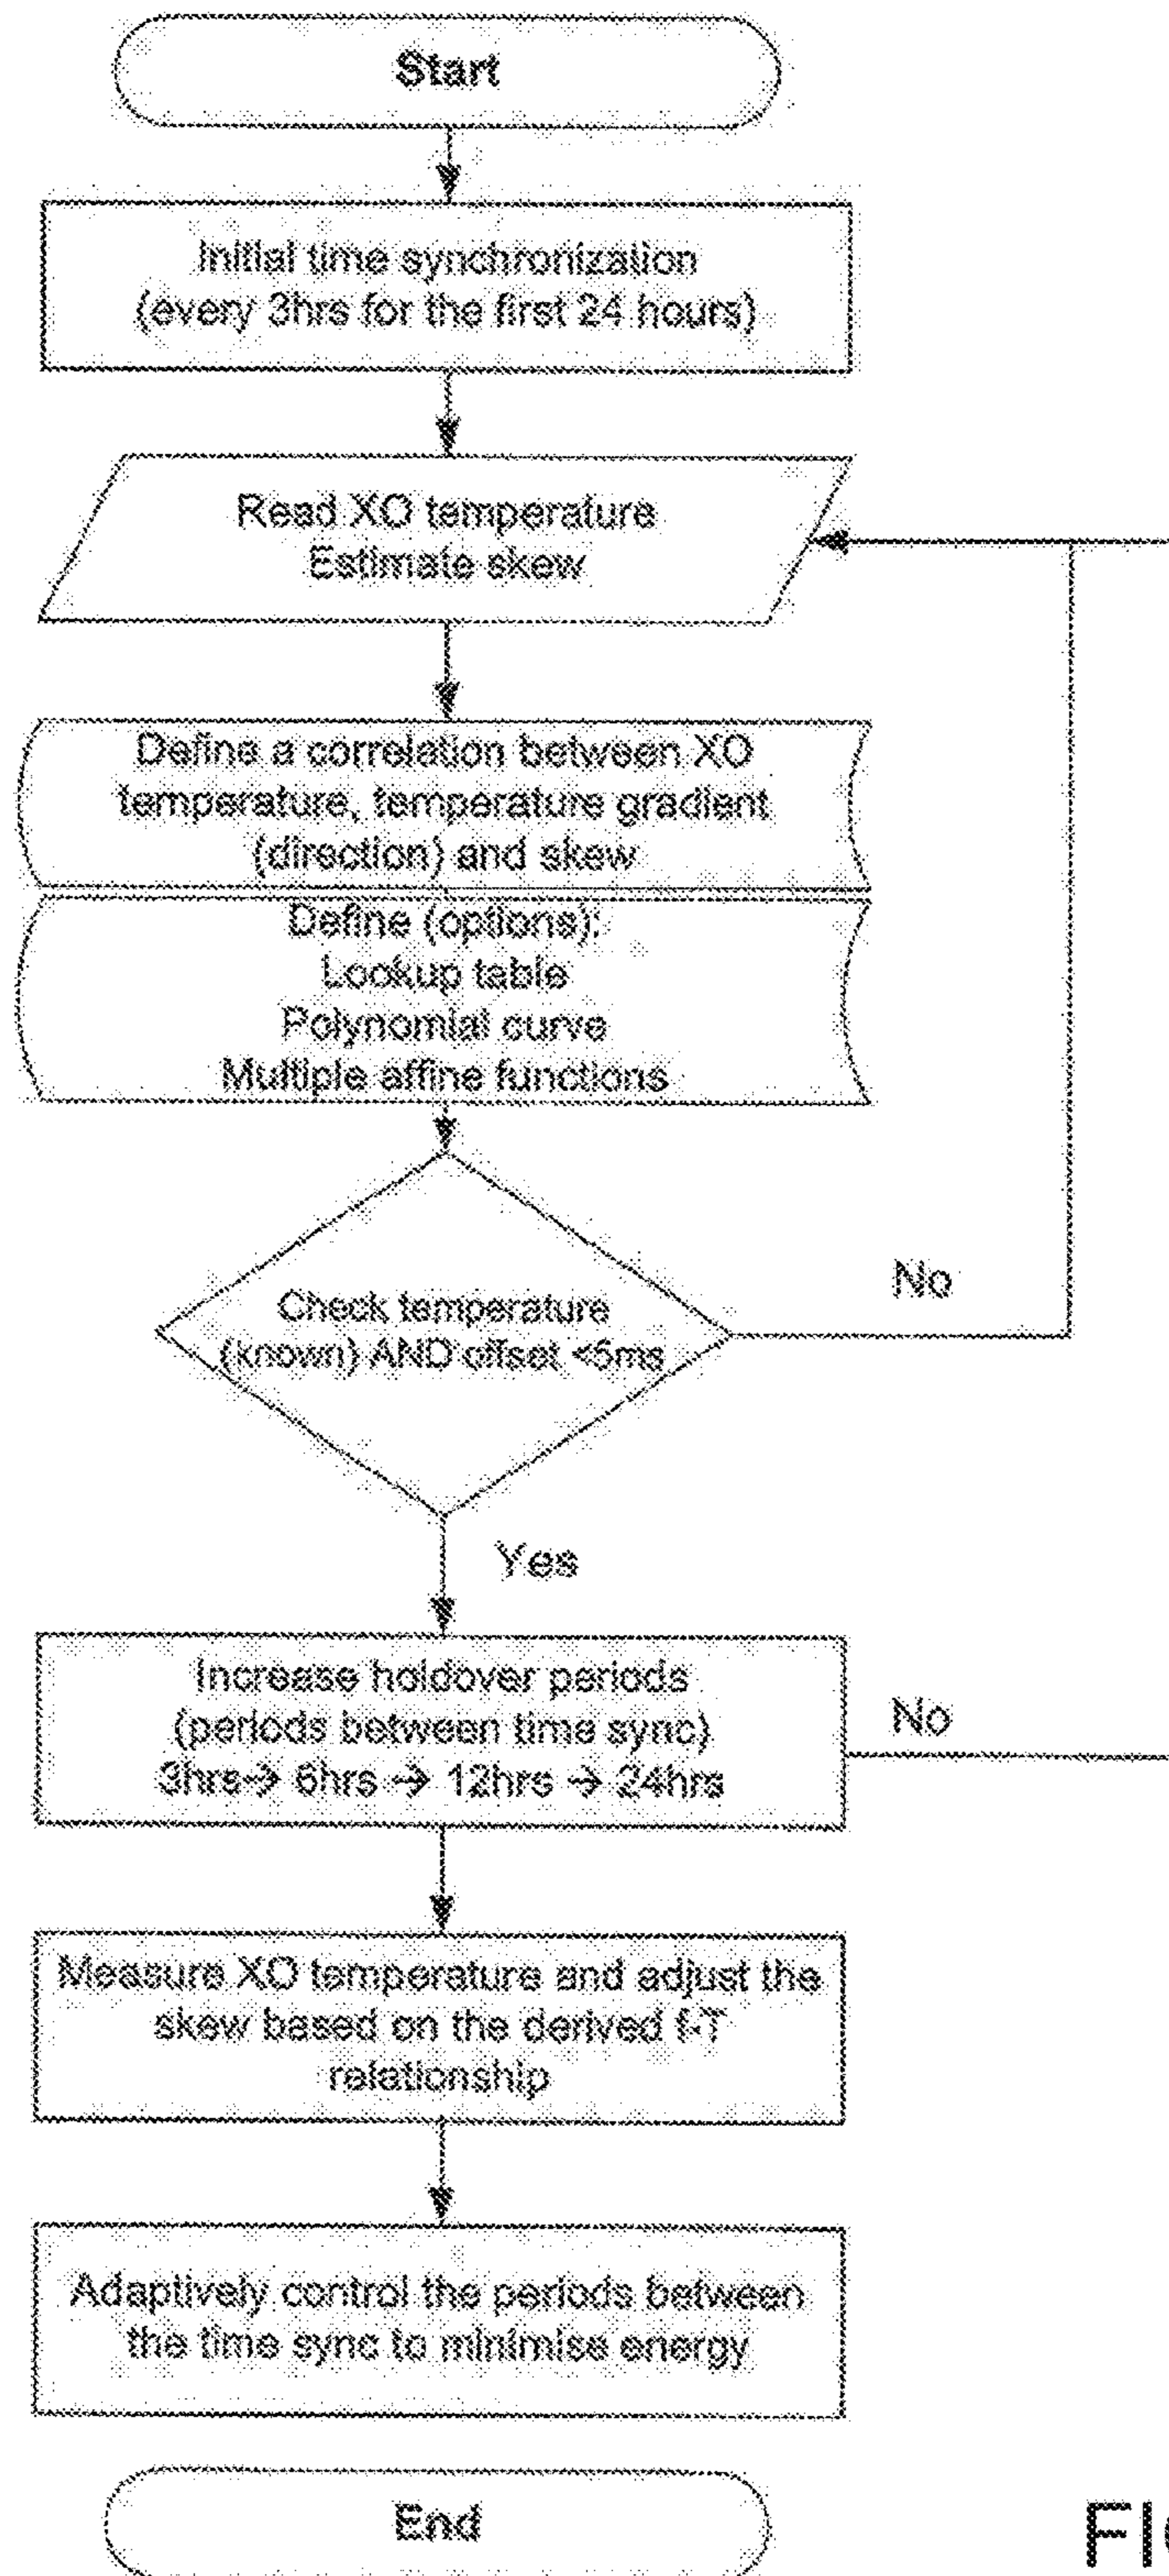 Start
Initial time synchronization
(every 3hrs for the first 24 hours)
Read XO temperature
Estimate skew
Define a correlation between XO
temperature, temperature gradient
(direction) and skew
Define (options):
Lookup table
Polynomial curve
Multiple affine functions
Check temperature
(known) AND offset <5ms
No
Yes
Increase holdover periods
(periods between time sync)
3hrs→ 6hrs → 12hrs → 24hrs
No
Measure XO temperature and adjust the
skew based on the derived f-T
relationship
Adaptively control the periods between
the time sync to minimise energy
End